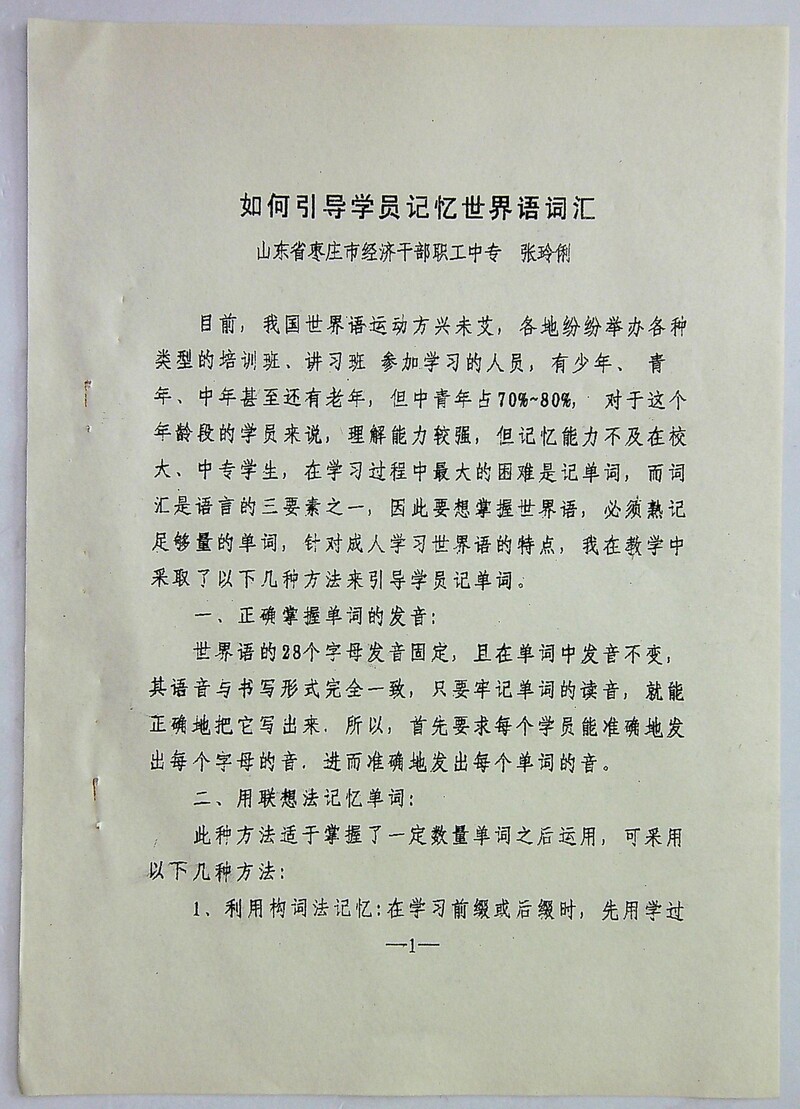 如何引导学员记忆世界语词汇
山东省枣庄市经济干部职工中专　张玲俐
目前，我国世界语运动方兴未艾，各地纷纷举办各种
类型的培训班、讲习班 参加学习的人员，有少年、 青
年、中年甚至还有老年，但中青年占70%~80%， 对于这个
年龄段的学员来说，理解能力较强，但记忆能力不及在校
大、中专学生，在学习过程中最大的困难是记单词，而词
汇是语言的三要素之一，因此要想掌握世界语，必须熟记
足够量的单词，针对成人学习世界语的特点，我在教学中
采取了以下几种方法来引导学员记单词。
一、正确掌握单词的发音：
世界语的28个字母发音固定，且在单词中发音不变，
其语音与书写形式完全一致，只要牢记单词的读音，就能
正确地把它写出来．所以，首先要求每个学员能准确地发
出每个字母的音．进而准确地发出每个单词的音。
二、用联想法记忆单词：
此种方法适于掌握了一定数量单词之后运用，可采用
以下几种方法：
1、利用构词法记忆：在学习前缀或后缀时，先用学过
—1—